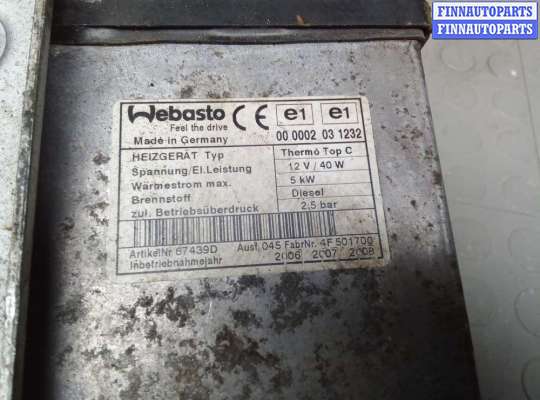 FINNAUTOPARTS
FINNAUTOPARTS
Webasto
Feel the drive
Made in Germany
CE
e1 e1
00 0002 03 1232
HEIZGERÄT Typ Thermo Top C
Spannung/El.Leistung 12 V / 40 W
Wärmestrom max. 5 kW
Brennstoff Diesel
zul. Betriebsüberdruck 2,5 bar
ArtikelNr. 67439D Ausf.045 FabrNr. 4F501700
Inbetriebnahmejahr 2006 2007 2008